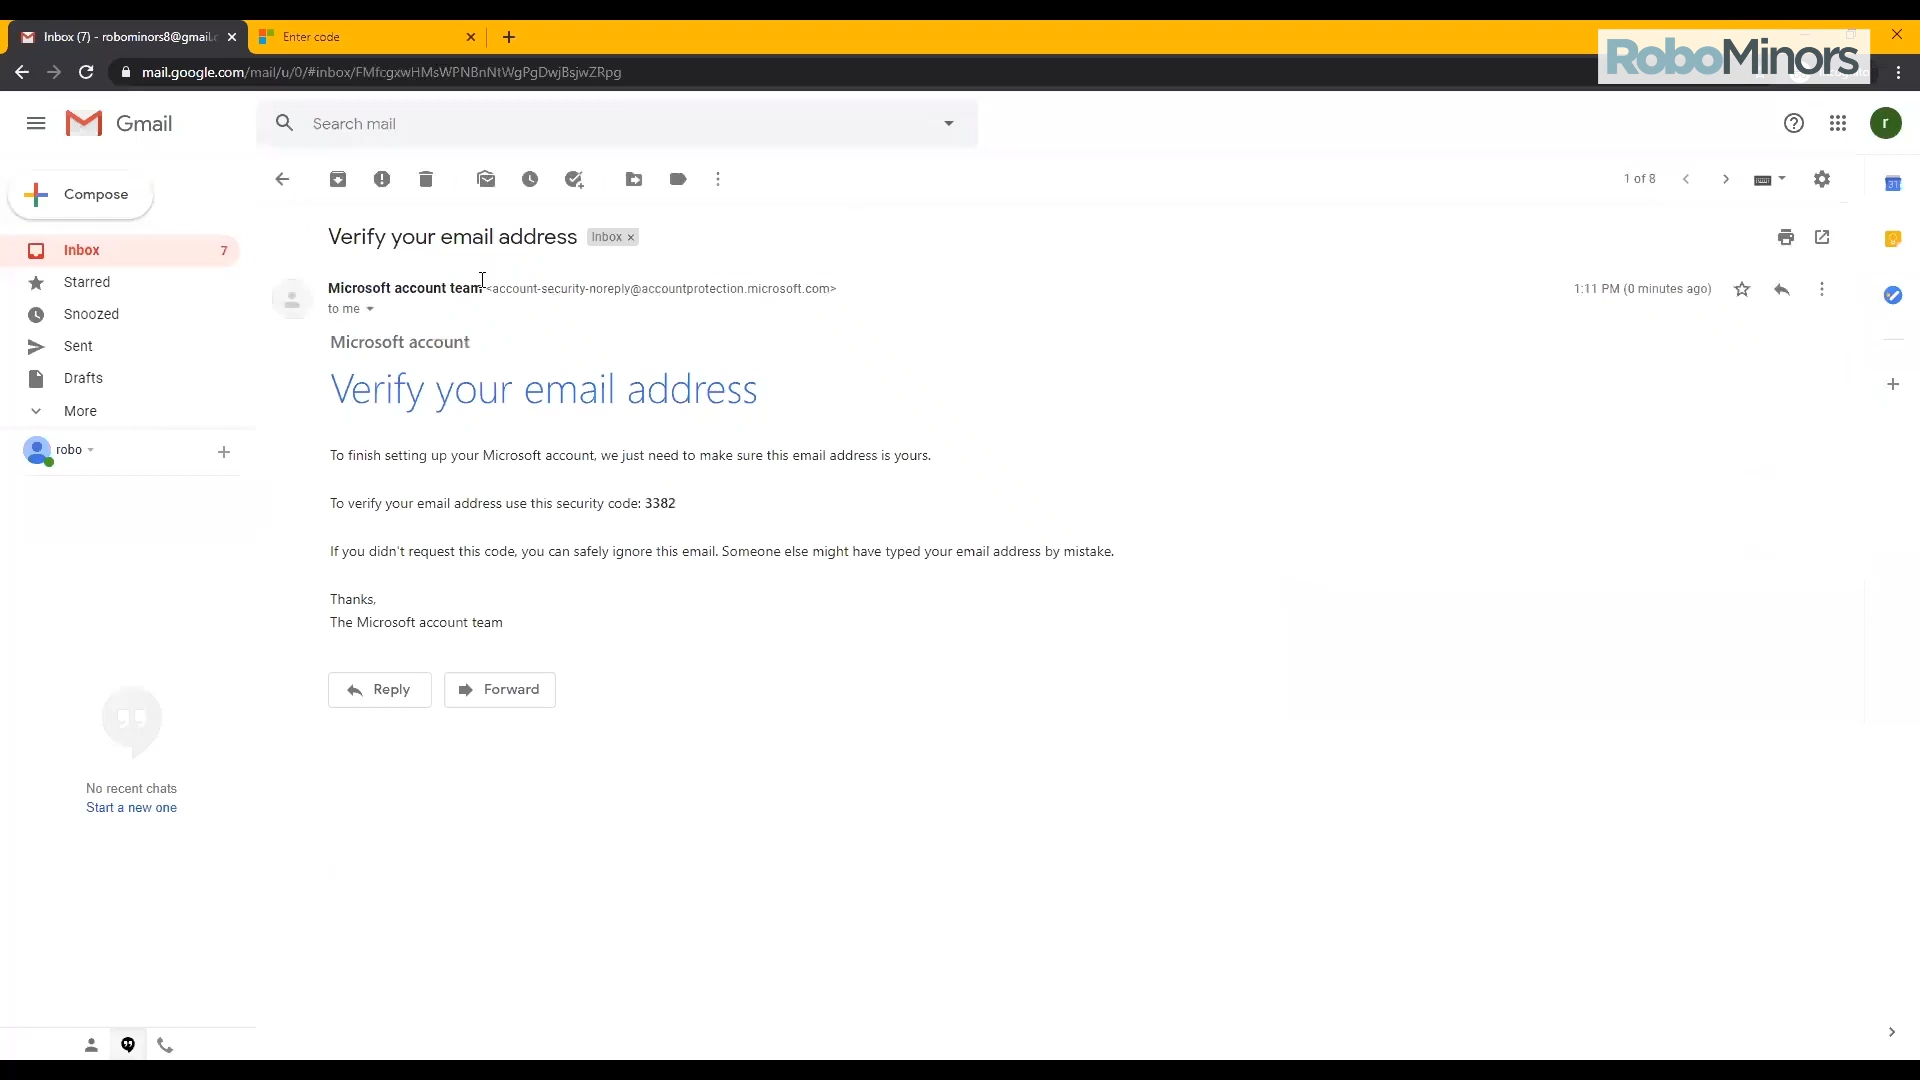 Inbox (7) - robominors8@gmail.c
Enter code
RoboMinors
mail.google.com/mail/u/0/#inbox/FMfcgxwHMsWPNBnNtWgPgDwjBsjwZRpg
Gmail
Search mail
r
Compose
1 of 8
31
Verify your email address
Inbox ×
Inbox 7
Starred
Snoozed
Sent
Drafts
More
robo
Microsoft account team <account-security-noreply@accountprotection.microsoft.com>
1:11 PM (0 minutes ago)
to me
Microsoft account
Verify your email address
To finish setting up your Microsoft account, we just need to make sure this email address is yours.
To verify your email address use this security code: 3382
If you didn't request this code, you can safely ignore this email. Someone else might have typed your email address by mistake.
Thanks,
The Microsoft account team
Reply
Forward
No recent chats
Start a new one